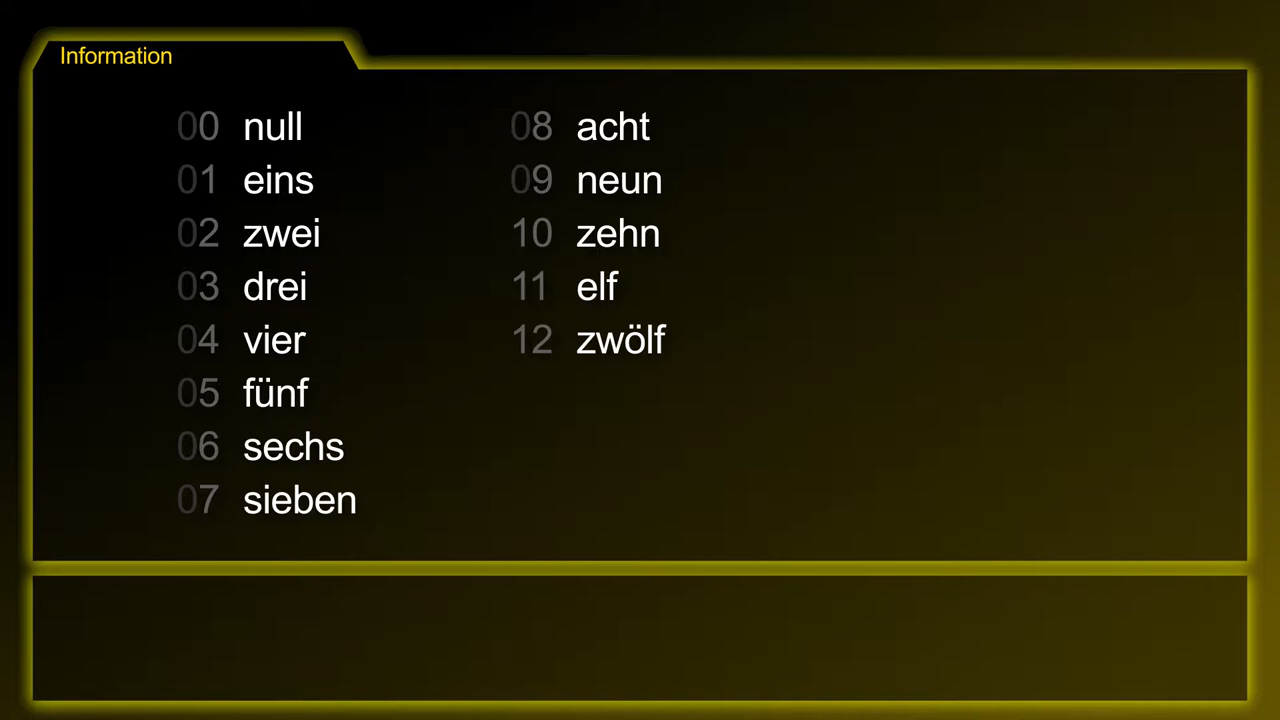 Information
00 null
01 eins
02 zwei
03 drei
04 vier
05 fünf
06 sechs
07 sieben
08 acht
09 neun
10 zehn
11 elf
12 zwölf